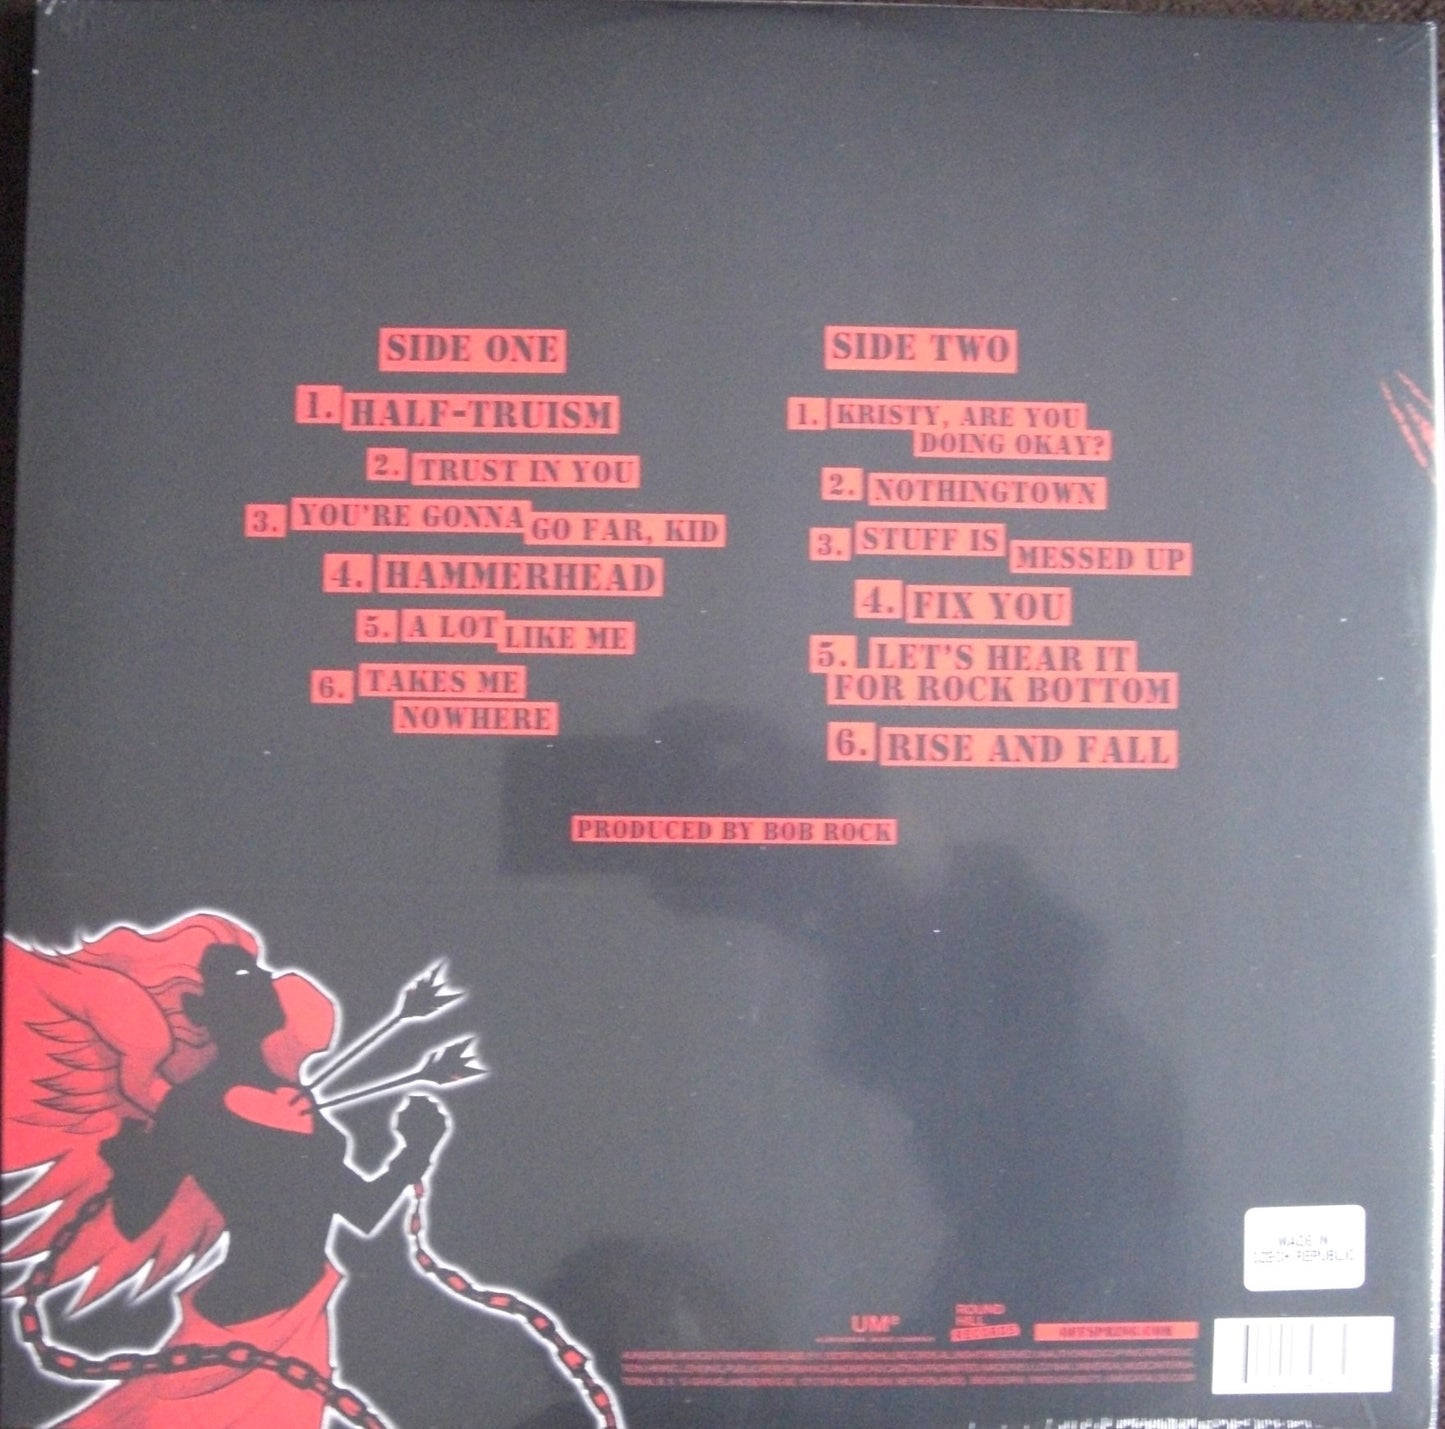 SIDE ONE
1. HALF-TRUISM
2. TRUST IN YOU
3. YOU'RE GONNA GO FAR, KID
4. HAMMERHEAD
5. A LOT LIKE ME
6. TAKES ME
NOWHERE
SIDE TWO
1. KRISTY, ARE YOU
DOING OKAY?
2. NOTHINGTOWN
3. STUFF IS MESSED UP
4. FIX YOU
5. LET'S HEAR IT
FOR ROCK BOTTOM
6. RISE AND FALL
PRODUCED BY BOB ROCK
MADE IN
CZECH REPUBLIC
UMe
ROUND
HILL
RECORDS
OFFSPRING.COM